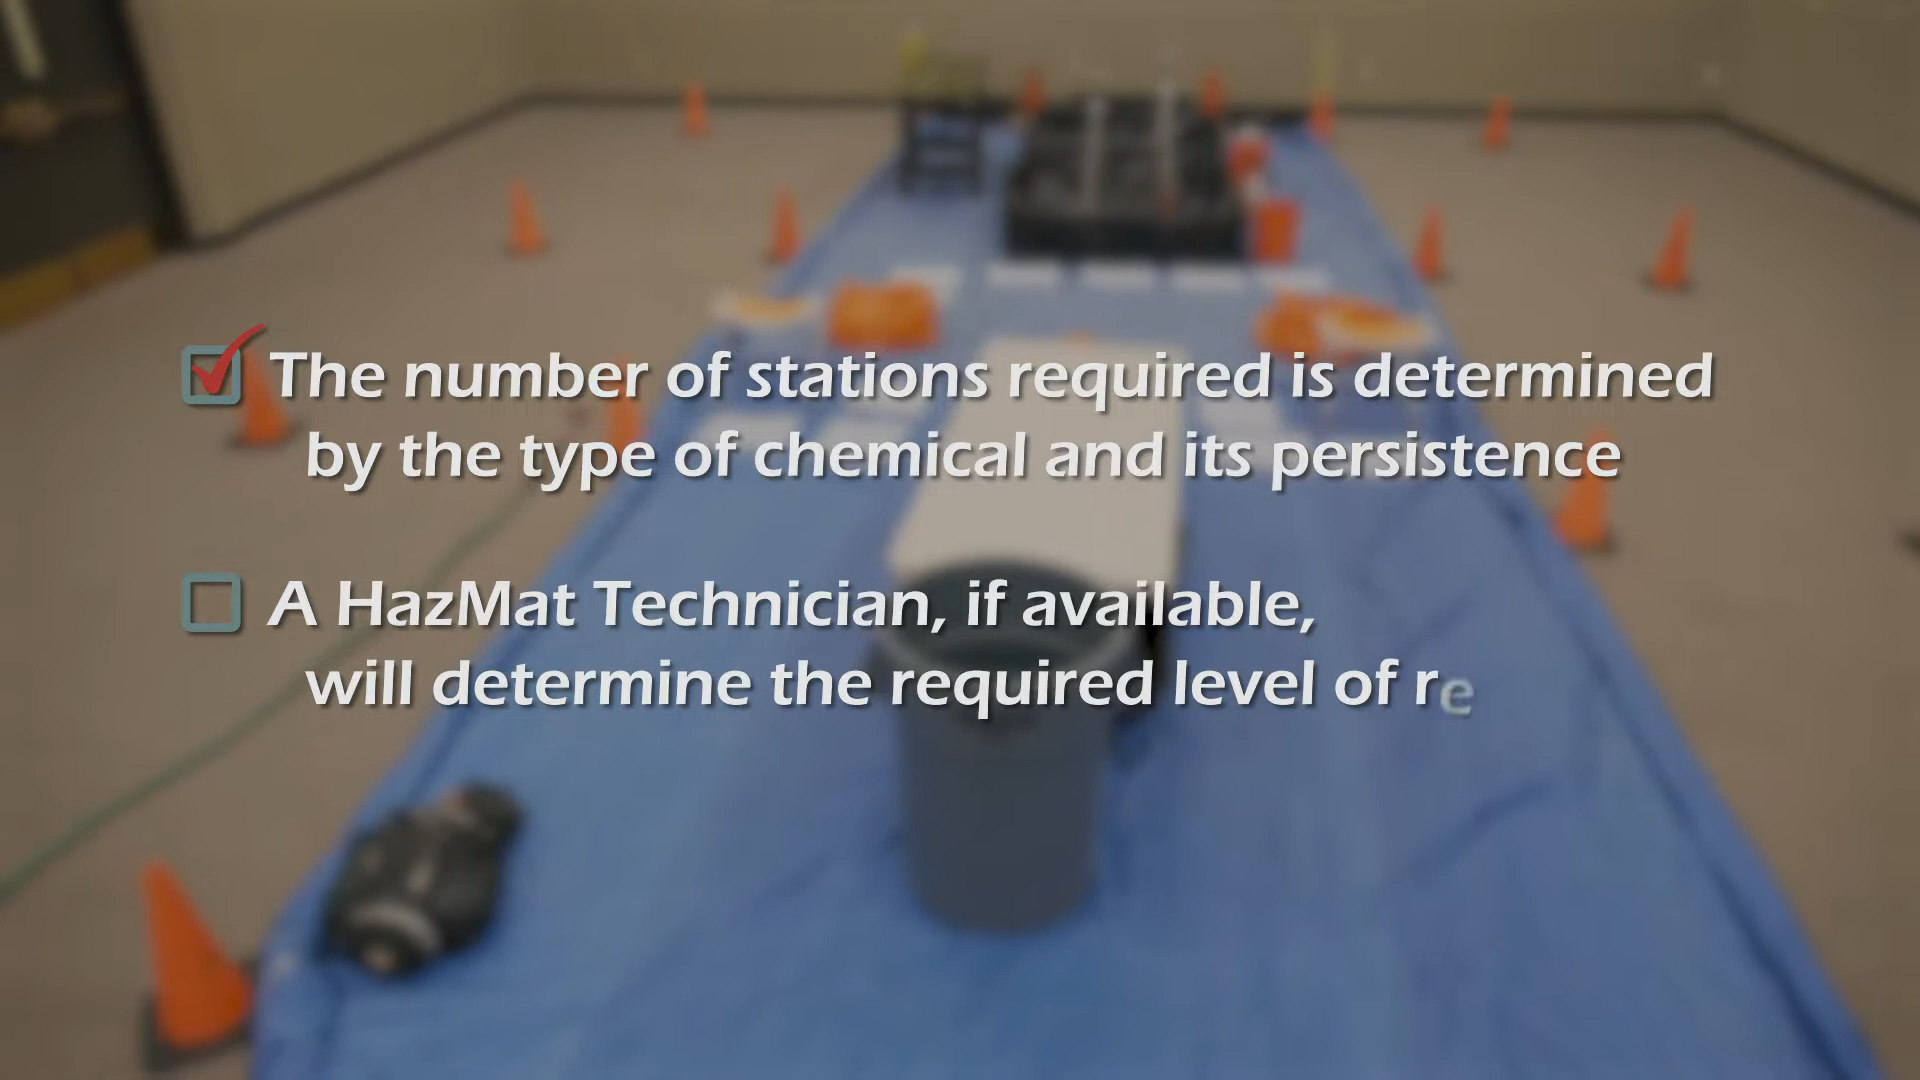 The number of stations required is determined
by the type of chemical and its persistence
A HazMat Technician, if available,
will determine the required level of re